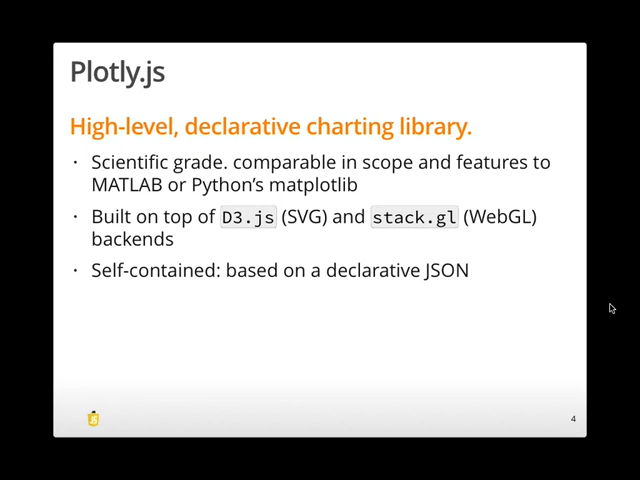 Plotly.js
High-level, declarative charting library.
· Scientific grade. comparable in scope and features to
MATLAB or Python's matplotlib
· Built on top of D3.js (SVG) and stack.gl (WebGL)
backends
· Self-contained: based on a declarative JSON
JS
4